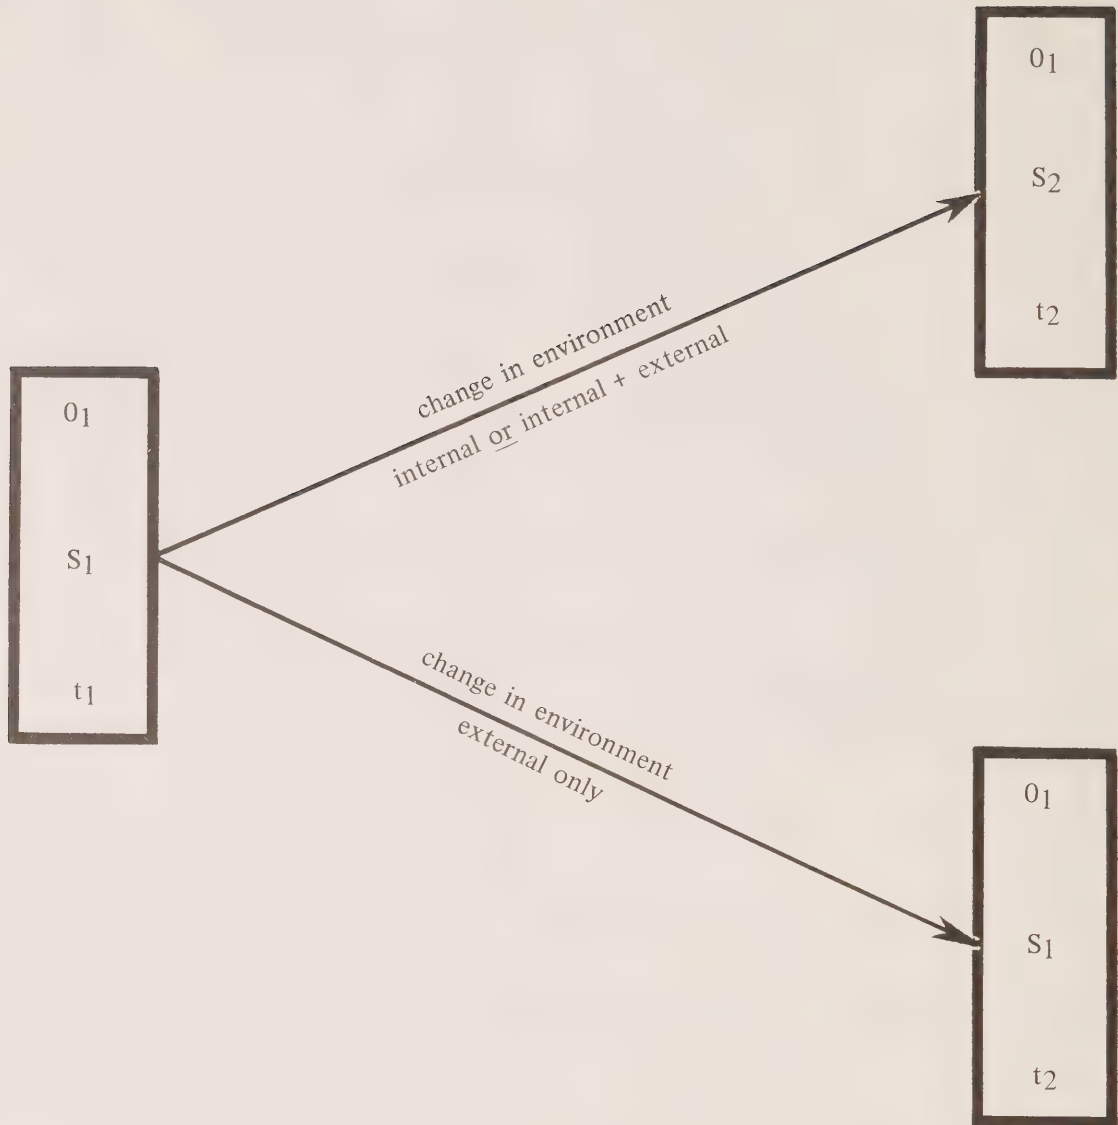 0₁
S₁
t₁
change in environment
internal or internal + external
0₁
S₂
t₂
change in environment
external only
0₁
S₁
t₂